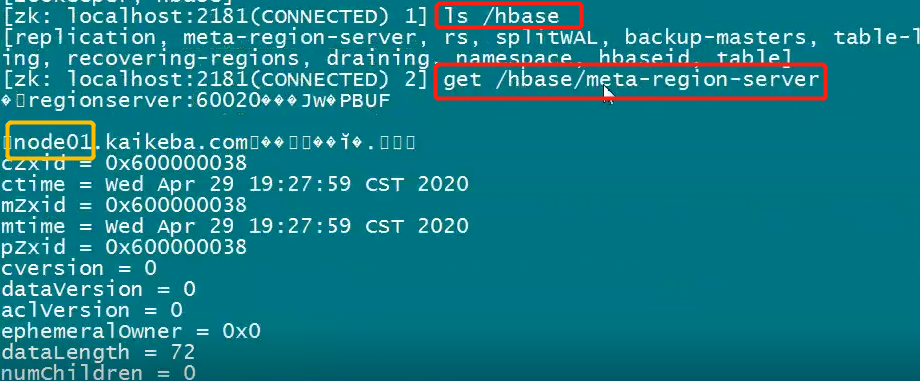 [zookeeper, hbase]
[zk: localhost:2181(CONNECTED) 1] ls /hbase
[replication, meta-region-server, rs, splitWAL, backup-masters, table-l
ing, recovering-regions, draining, namespace, hbaseid, table]
[zk: localhost:2181(CONNECTED) 2] get /hbase/meta-region-server
regionserver:60020���Jw�PBUF
node01.kaikeba.com
cZxid = 0x600000038
ctime = Wed Apr 29 19:27:59 CST 2020
mZxid = 0x600000038
mtime = Wed Apr 29 19:27:59 CST 2020
pZxid = 0x600000038
cversion = 0
dataVersion = 0
aclVersion = 0
ephemeralOwner = 0x0
dataLength = 72
numChildren = 0